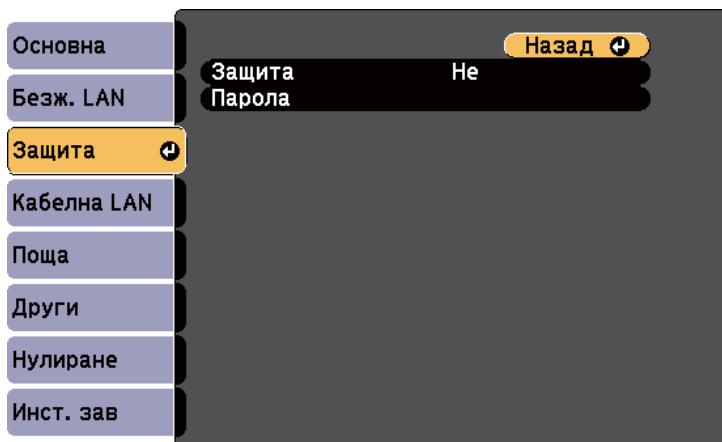 Основна
Безж. LAN
Защита
Кабелна LAN
Поща
Други
Нулиране
Инст. зав
Назад
Защита Не
Парола